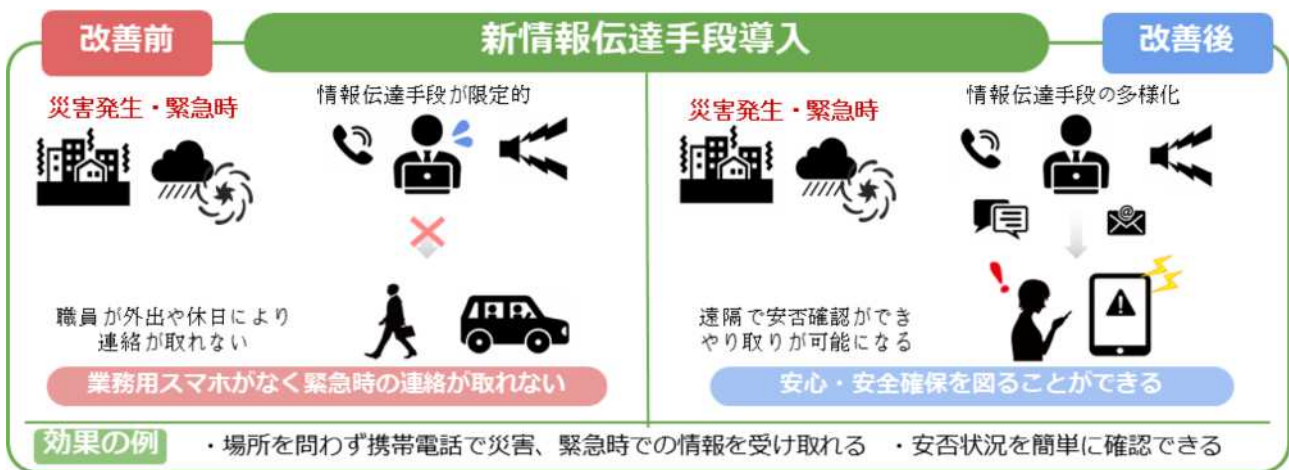 改善前
新情報伝達手段導入
改善後
災害発生・緊急時
情報伝達手段が限定的
職員が外出や休日により
連絡が取れない
業務用スマホがなく緊急時の連絡が取れない
災害発生・緊急時
情報伝達手段の多様化
@
!
遠隔で安否確認ができ
やり取りが可能になる
安心・安全確保を図ることができる
効果の例
・場所を問わず携帯電話で災害、緊急時での情報を受け取れる ・安否状況を簡単に確認できる